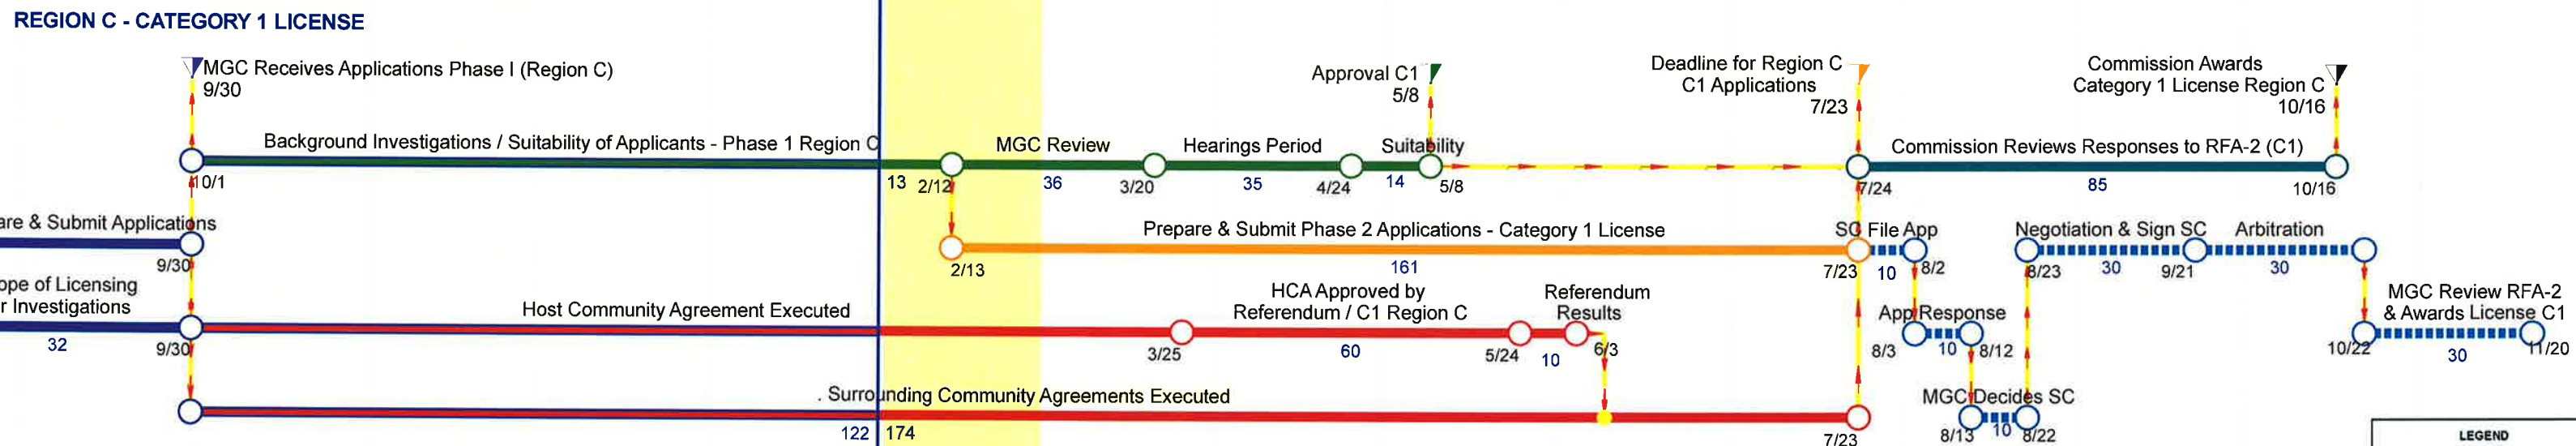 REGION C - CATEGORY 1 LICENSE
MGC Receives Applications Phase I (Region C)
9/30
Approval C1
5/8
Deadline for Region C
C1 Applications
7/23
Commission Awards
Category 1 License Region C
10/16
Background Investigations / Suitability of Applicants - Phase 1 Region C
MGC Review
Hearings Period
Suitability
Commission Reviews Responses to RFA-2 (C1)
10/1
13
2/12
36
3/20
35
4/24
14
5/8
7/24
85
10/16
are & Submit Applications
Prepare & Submit Phase 2 Applications - Category 1 License
SC File App
Negotiation & Sign SC
Arbitration
9/30
2/13
161
7/23
10
8/2
8/23
30
9/21
30
ope of Licensing
r Investigations
Host Community Agreement Executed
HCA Approved by
Referendum / C1 Region C
Referendum
Results
App Response
MGC Review RFA-2
& Awards License C1
32
9/30
3/25
60
5/24
10
6/3
8/3
10
8/12
10/22
30
11/20
. Surrounding Community Agreements Executed
MGC Decides SC
122
174
7/23
8/13
10
8/22
LEGEND